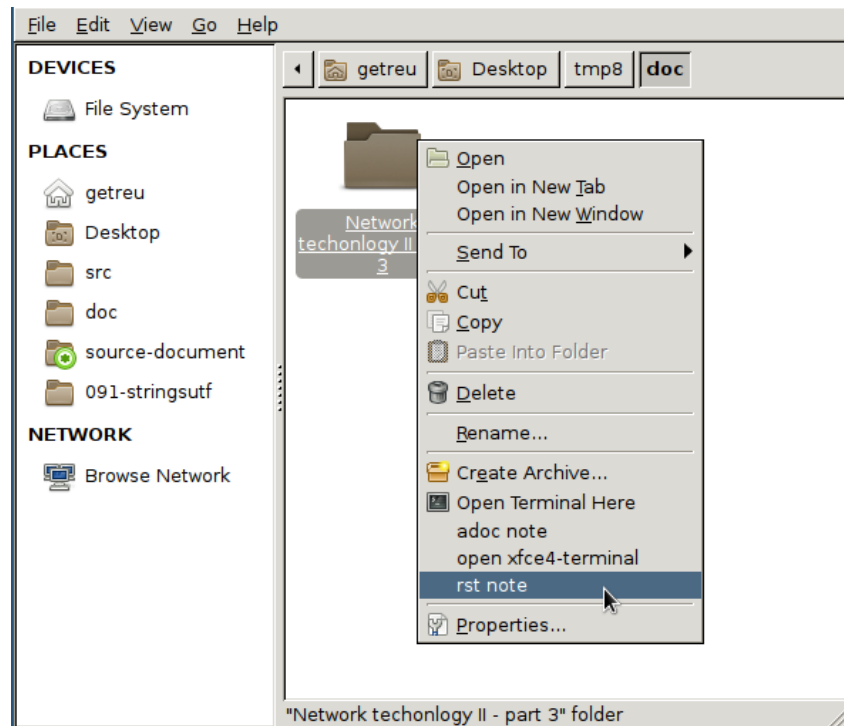 File Edit View Go Help
DEVICES
File System
PLACES
getreu
Desktop
src
doc
source-document
091-stringsutf
NETWORK
Browse Network
getreu Desktop tmp8 doc
Network
techonlogy II
3
Open
Open in New Tab
Open in New Window
Send To
Cut
Copy
Paste Into Folder
Delete
Rename...
Create Archive...
Open Terminal Here
adoc note
open xfce4-terminal
rst note
Properties...
"Network techonlogy II - part 3" folder